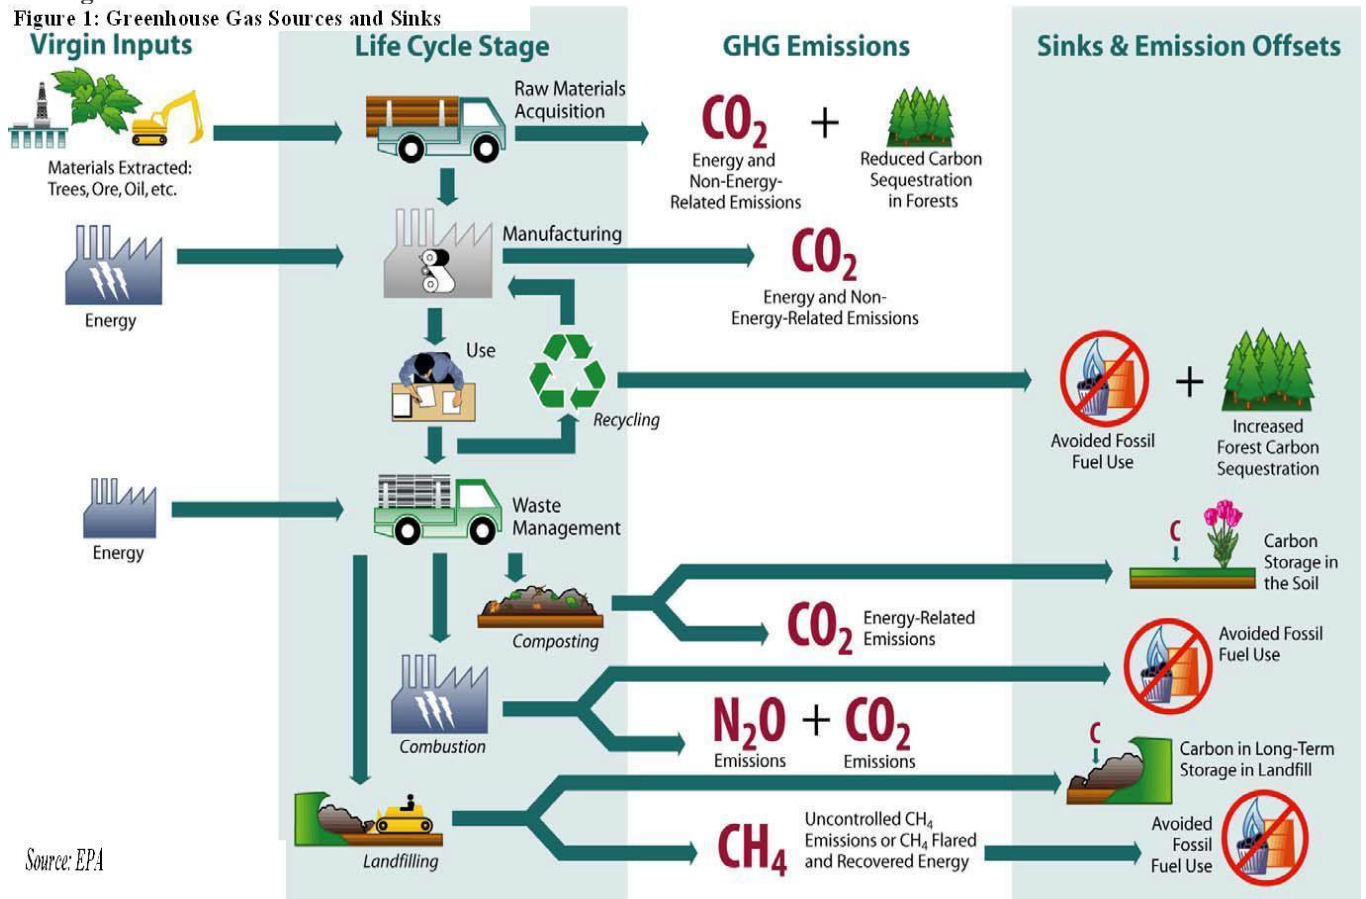 Figure 1: Greenhouse Gas Sources and Sinks
Virgin Inputs
Life Cycle Stage
GHG Emissions
Sinks & Emission Offsets
Materials Extracted:
Trees, Ore, Oil, etc.
Raw Materials
Acquisition
CO2
Energy and
Non-Energy-
Related Emissions
+
Reduced Carbon
Sequestration
in Forests
Energy
Manufacturing
CO2
Energy and Non-
Energy-Related Emissions
Use
Recycling
Avoided Fossil
Fuel Use
+
Increased
Forest Carbon
Sequestration
Energy
Waste
Management
Composting
C
Carbon
Storage in
the Soil
CO2
Energy-Related
Emissions
Combustion
Avoided Fossil
Fuel Use
N2O
Emissions
+
CO2
Emissions
Landfilling
C
Carbon in Long-Term
Storage in Landfill
CH4
Uncontrolled CH4
Emissions or CH4 Flared
and Recovered Energy
Avoided
Fossil
Fuel Use
Source: EPA